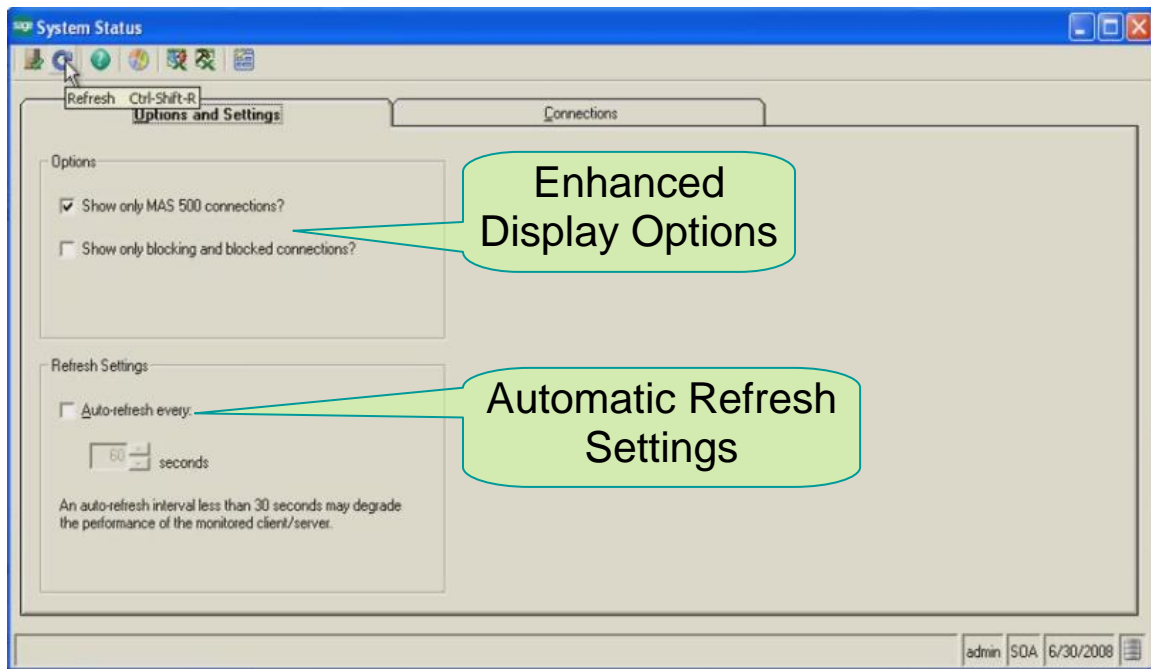 sage System Status
Refresh Ctrl-Shift-R
Options and Settings
Connections
Options
Show only MAS 500 connections?
Show only blocking and blocked connections?
Enhanced
Display Options
Refresh Settings
Auto-refresh every:
60
seconds
An auto-refresh interval less than 30 seconds may degrade
the performance of the monitored client/server.
Automatic Refresh
Settings
admin SOA 6/30/2008